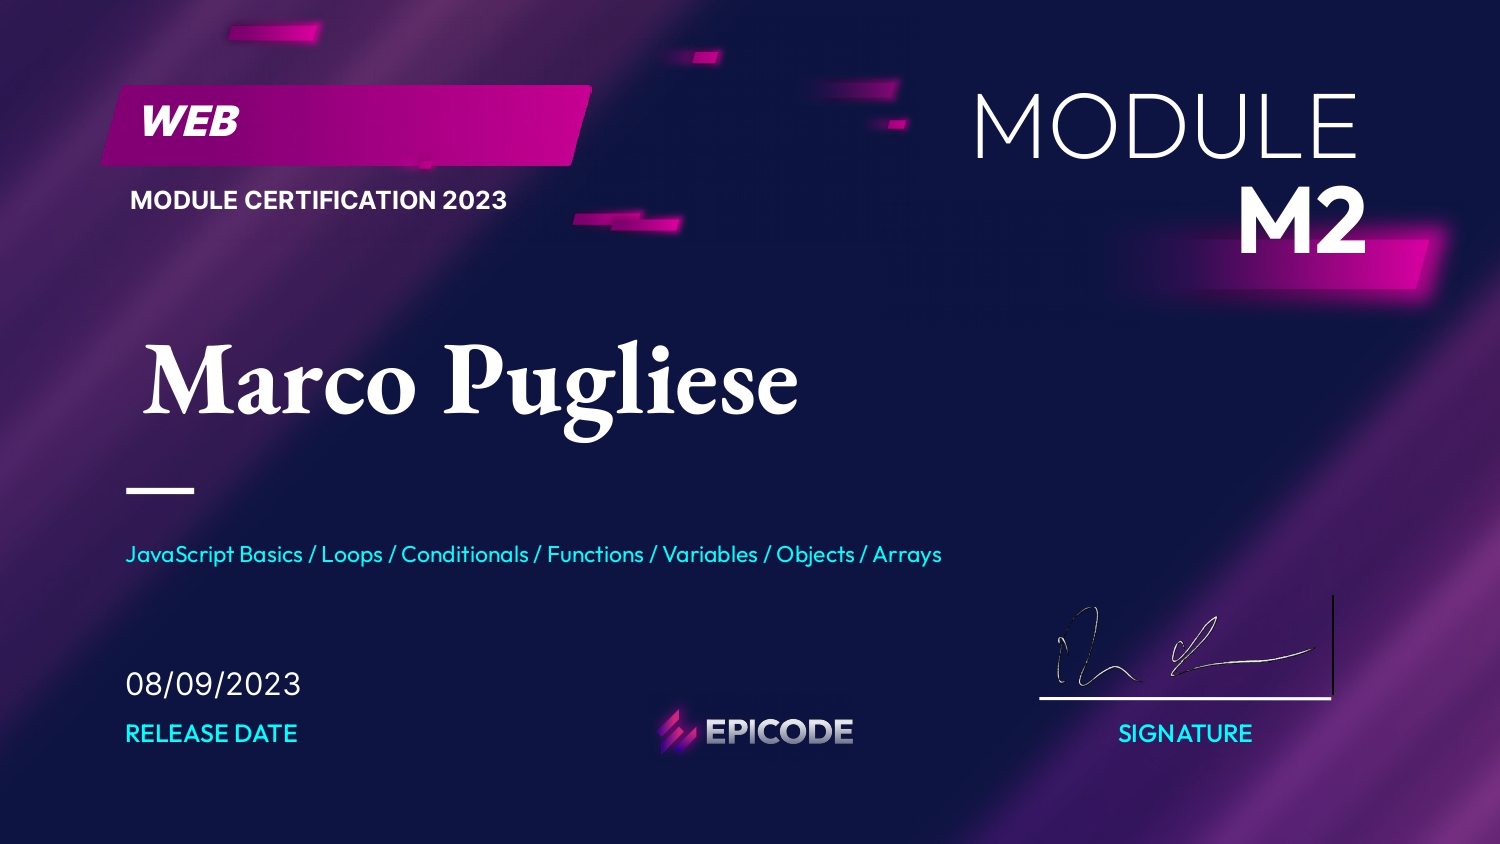 WEB
MODULE CERTIFICATION 2023
MODULE
M2
Marco Pugliese
JavaScript Basics / Loops / Conditionals / Functions / Variables / Objects / Arrays
08/09/2023
RELEASE DATE
EPICODE
SIGNATURE